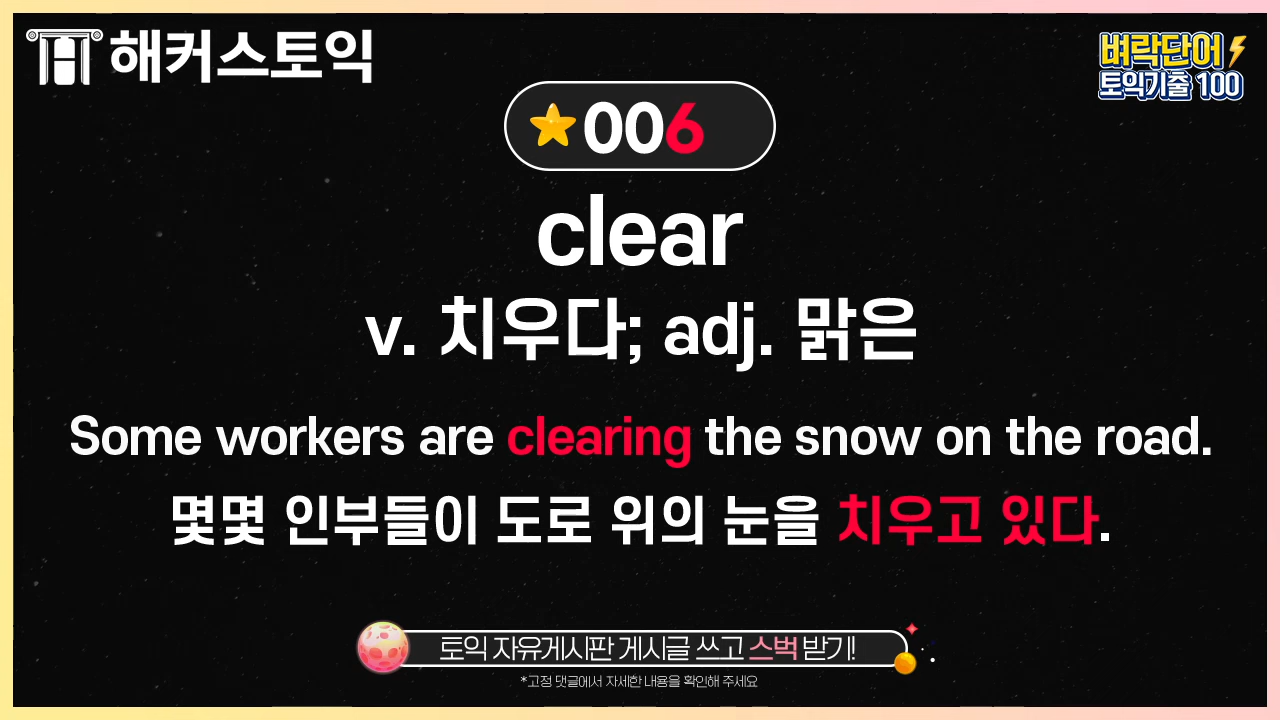 해커스토익
벼락단어
토익기출 100
006
clear
v. 치우다; adj. 맑은
Some workers are clearing the snow on the road.
몇몇 인부들이 도로 위의 눈을 치우고 있다.
토익 자유게시판 게시글 쓰고 스벅 받기!
*고정 댓글에서 자세한 내용을 확인해 주세요